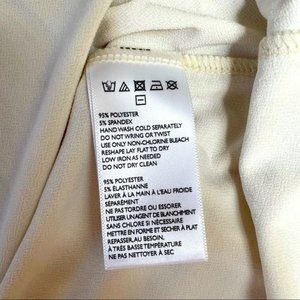 95% POLYESTER
5% SPANDEX
HAND WASH COLD SEPARATELY
DO NOT WRING OR TWIST
USE ONLY NON-CHLORINE BLEACH
RESHAPE LAY FLAT TO DRY
LOW IRON AS NEEDED
DO NOT DRY CLEAN
95% POLYESTER
5% ÉLASTHANNE
LAVER À LA MAIN À L'EAU FROIDE
SÉPARÉMENT
NE PAS TORDRE OU ESSORER
UTILISER UN AGENT DE BLANCHIMENT
SANS CHLORE SI NÉCESSAIRE
METTRE EN FORME ET SÉCHER À PLAT
REPASSER AU BESOIN,
À TRÈS BASSE TEMPÉRATURE
NE PAS NETTOYER À SEC